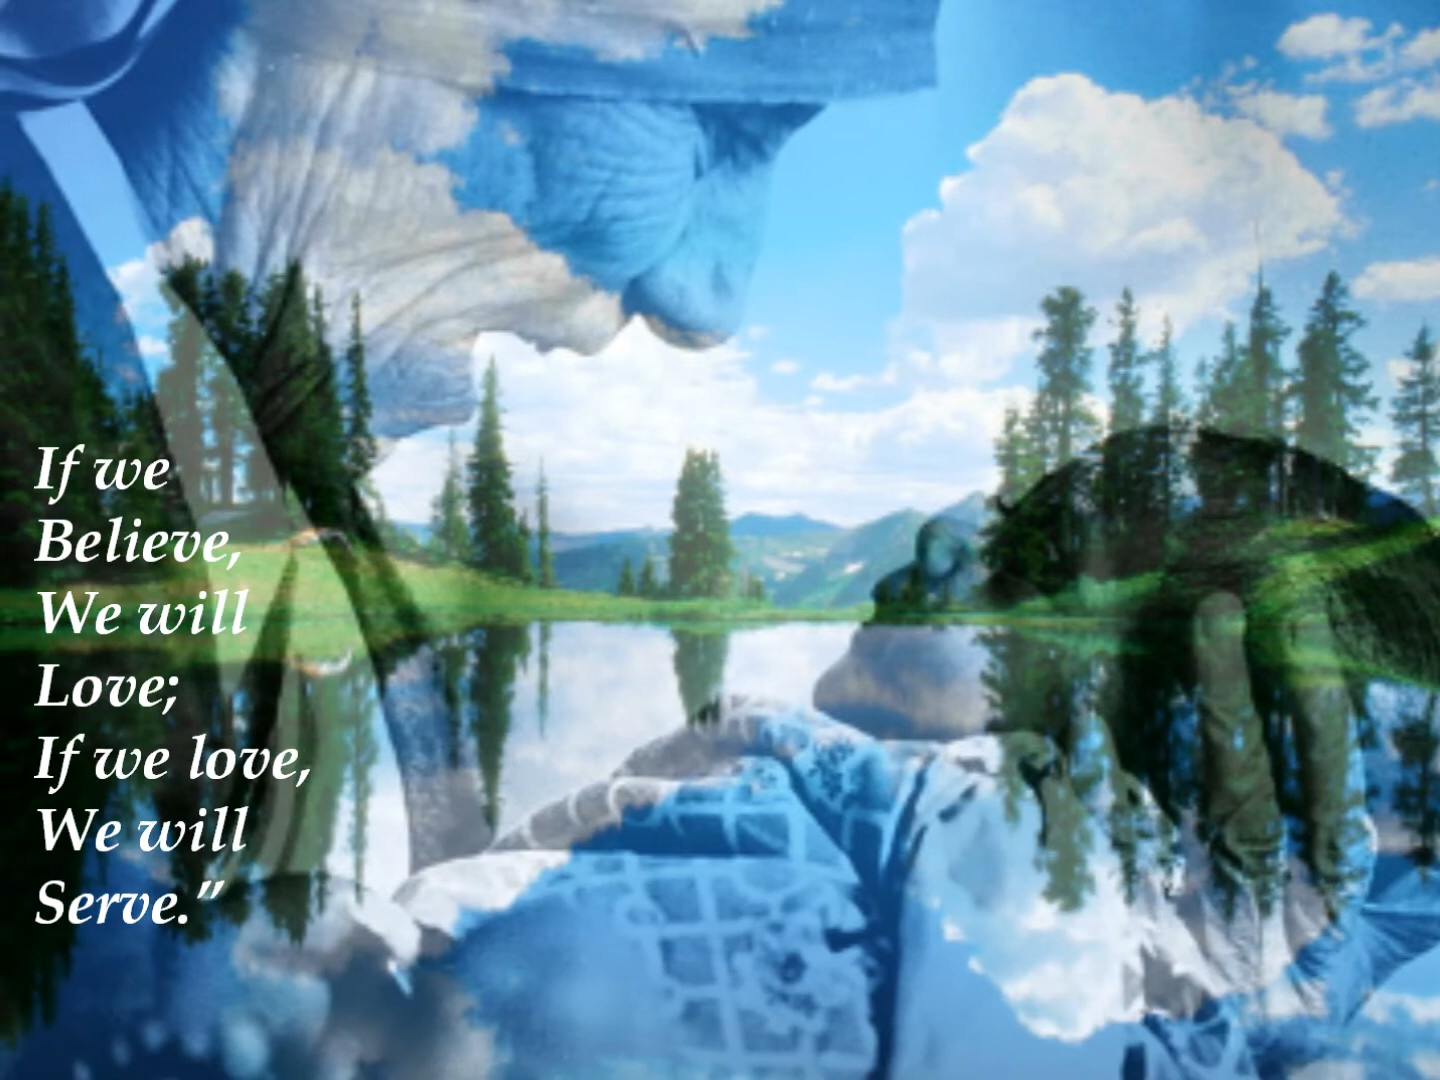 If we
Believe,
We will
Love;
If we love,
We will
Serve.”